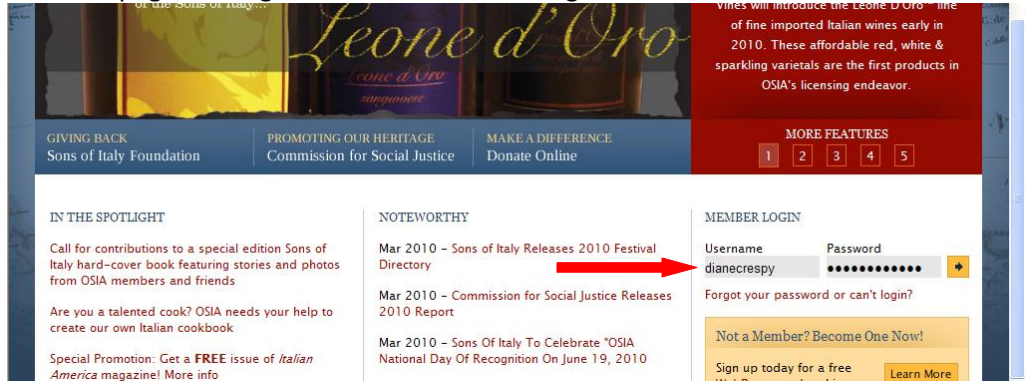 of the Sons of Italy...
Leone d'Oro
Leone d'Oro
sangiovese
Vines will introduce the Leone D'Oro™ line
of fine imported Italian wines early in
2010. These affordable red, white &
sparkling varietals are the first products in
OSIA's licensing endeavor.
GIVING BACK
Sons of Italy Foundation
PROMOTING OUR HERITAGE
Commission for Social Justice
MAKE A DIFFERENCE
Donate Online
MORE FEATURES
1 2 3 4 5
IN THE SPOTLIGHT
Call for contributions to a special edition Sons of
Italy hard-cover book featuring stories and photos
from OSIA members and friends
Are you a talented cook? OSIA needs your help to
create our own Italian cookbook
Special Promotion: Get a FREE issue of Italian
America magazine! More info
NOTEWORTHY
Mar 2010 – Sons of Italy Releases 2010 Festival
Directory
Mar 2010 – Commission for Social Justice Releases
2010 Report
Mar 2010 – Sons Of Italy To Celebrate "OSIA
National Day Of Recognition On June 19, 2010
MEMBER LOGIN
Username Password
dianecrespy ●●●●●●●●●●●●
Forgot your password or can't login?
Not a Member? Become One Now!
Sign up today for a free
Learn More